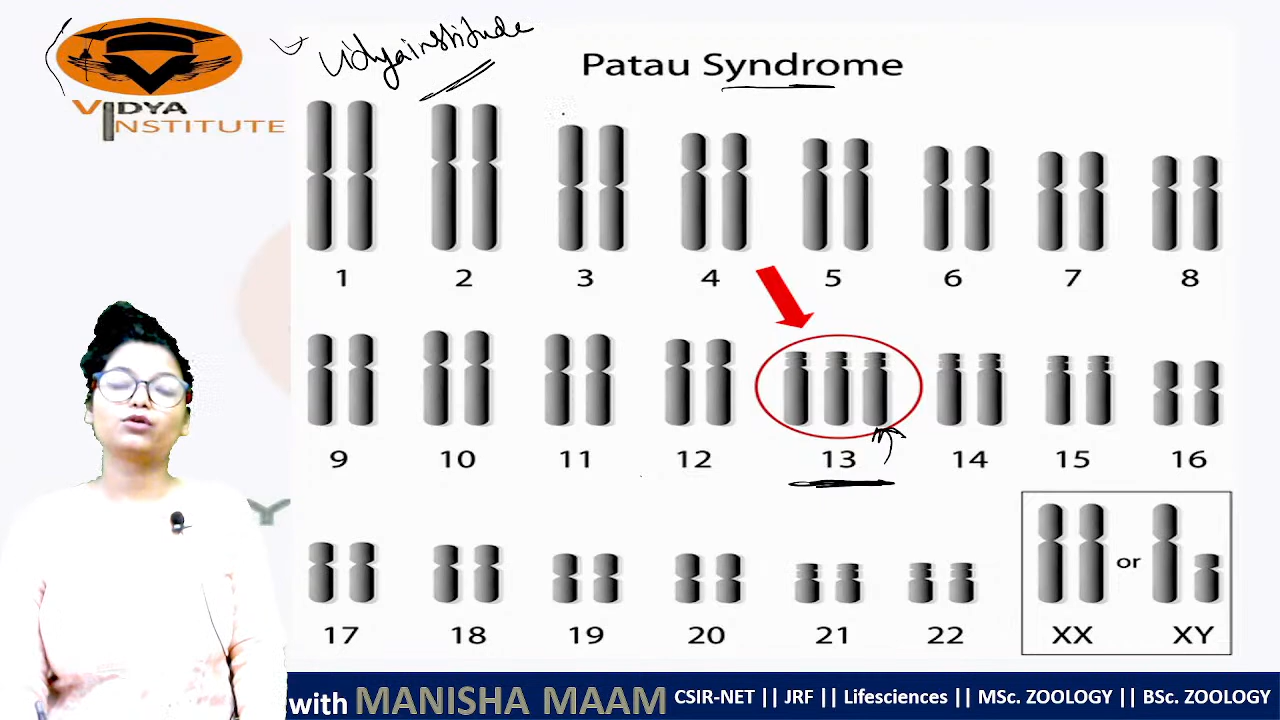 VIDYA
INSTITUTE
Vidyainstitude
Patau Syndrome
1 2 3 4 5 6 7 8
9 10 11 12 13 14 15 16
Y
or
17 18 19 20 21 22 XX XY
with MANISHA MAAM CSIR-NET || JRF || Lifesciences || MSc. ZOOLOGY || BSc. ZOOLOGY